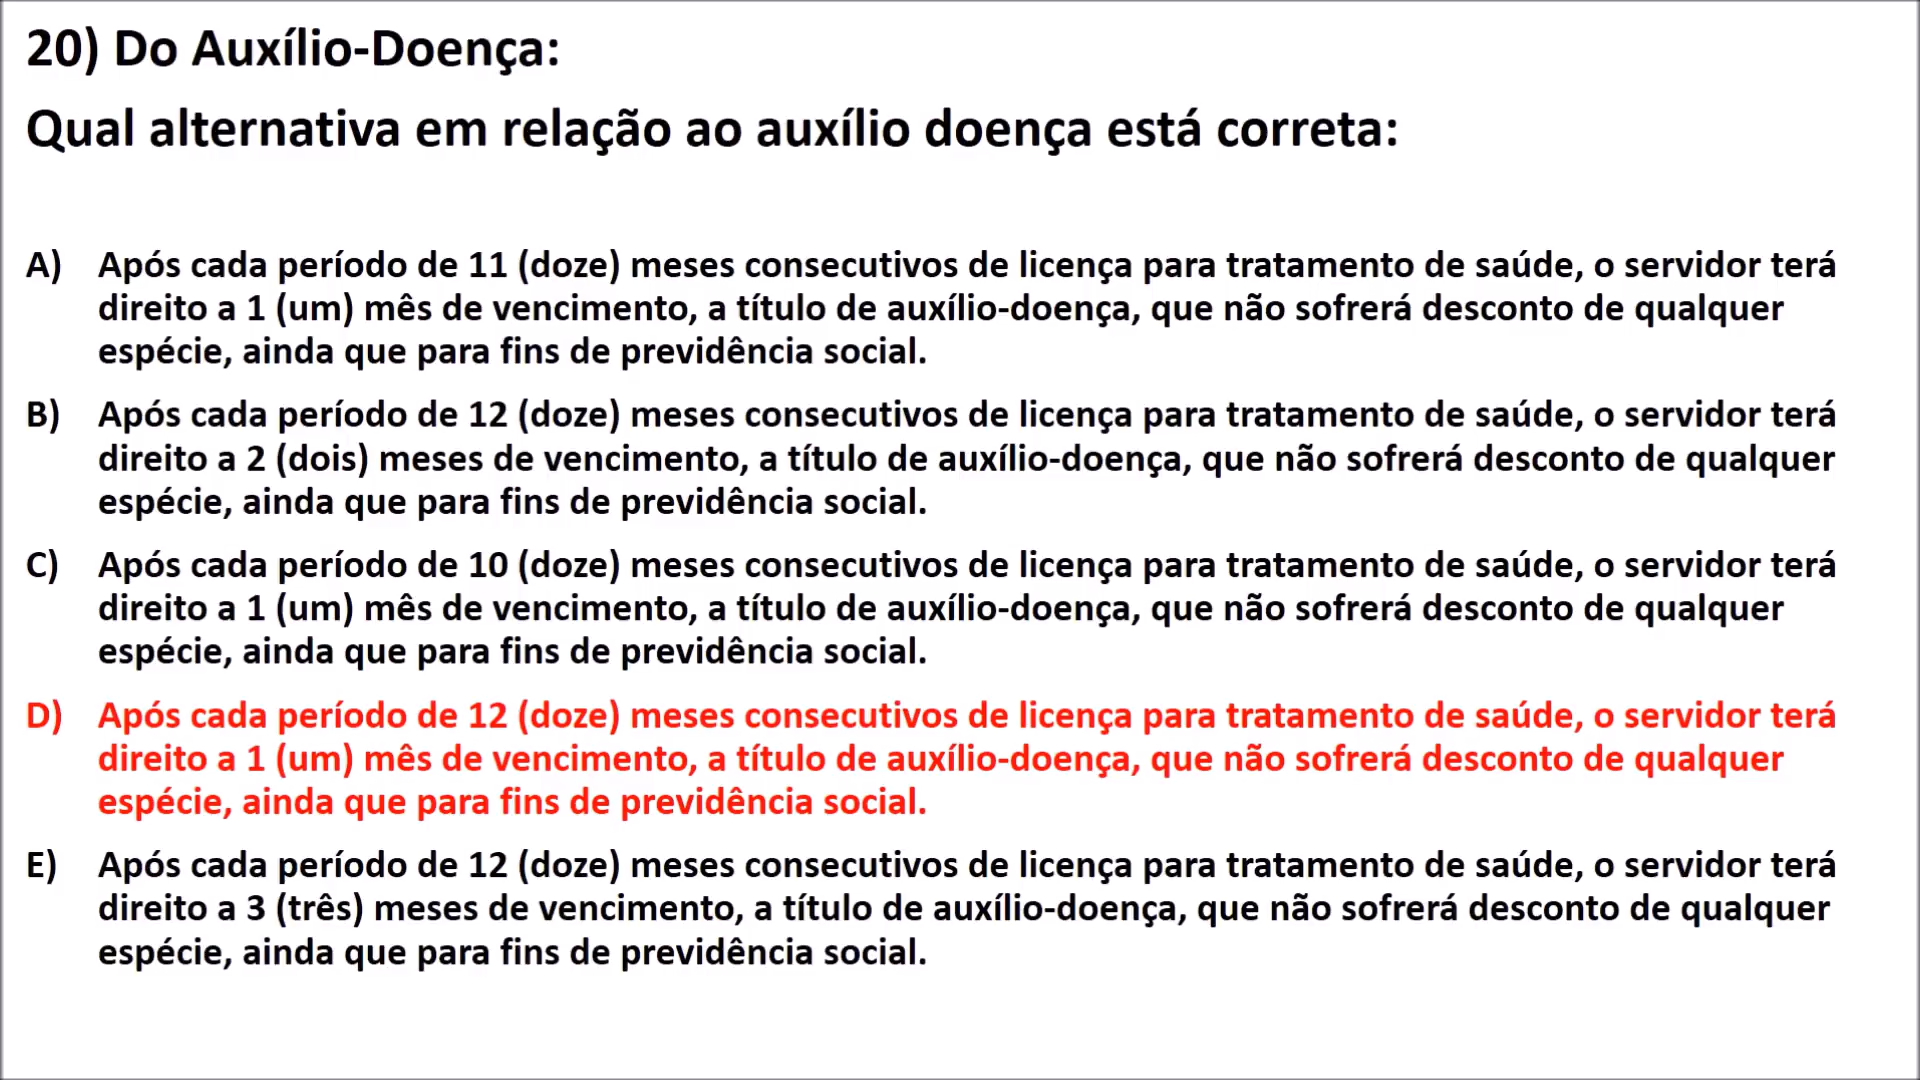 20) Do Auxílio-Doença:
Qual alternativa em relação ao auxílio doença está correta:
A) Após cada período de 11 (doze) meses consecutivos de licença para tratamento de saúde, o servidor terá
direito a 1 (um) mês de vencimento, a título de auxílio-doença, que não sofrerá desconto de qualquer
espécie, ainda que para fins de previdência social.
B) Após cada período de 12 (doze) meses consecutivos de licença para tratamento de saúde, o servidor terá
direito a 2 (dois) meses de vencimento, a título de auxílio-doença, que não sofrerá desconto de qualquer
espécie, ainda que para fins de previdência social.
C) Após cada período de 10 (doze) meses consecutivos de licença para tratamento de saúde, o servidor terá
direito a 1 (um) mês de vencimento, a título de auxílio-doença, que não sofrerá desconto de qualquer
espécie, ainda que para fins de previdência social.
D) Após cada período de 12 (doze) meses consecutivos de licença para tratamento de saúde, o servidor terá
direito a 1 (um) mês de vencimento, a título de auxílio-doença, que não sofrerá desconto de qualquer
espécie, ainda que para fins de previdência social.
E) Após cada período de 12 (doze) meses consecutivos de licença para tratamento de saúde, o servidor terá
direito a 3 (três) meses de vencimento, a título de auxílio-doença, que não sofrerá desconto de qualquer
espécie, ainda que para fins de previdência social.